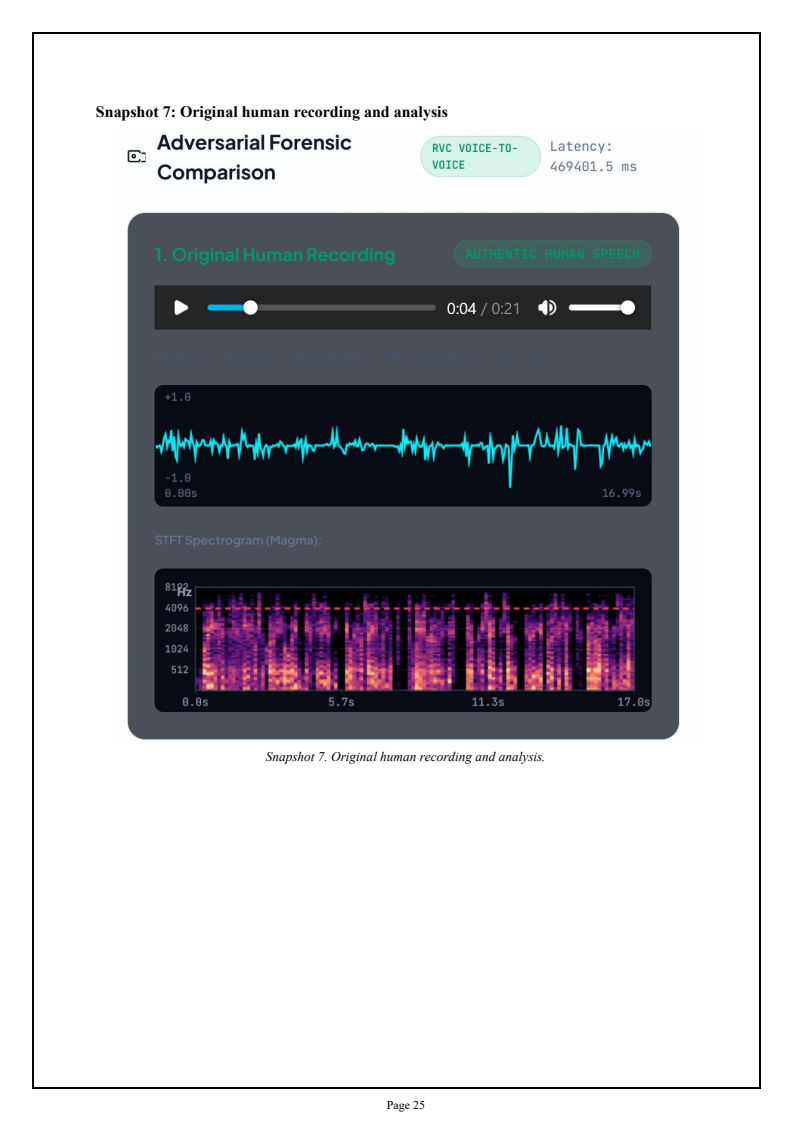 Snapshot 7: Original human recording and analysis
Adversarial Forensic
Comparison
RVC VOICE-TO-
VOICE
Latency:
469401.5 ms
1. Original Human Recording
AUTHENTIC HUMAN SPEECH
0:04 / 0:21
+1.0
-1.0
0.00s
16.99s
STFT Spectrogram (Magma):
8192
Hz
4096
2048
1024
512
0.0s
5.7s
11.3s
17.0s
Snapshot 7. Original human recording and analysis.
Page 25